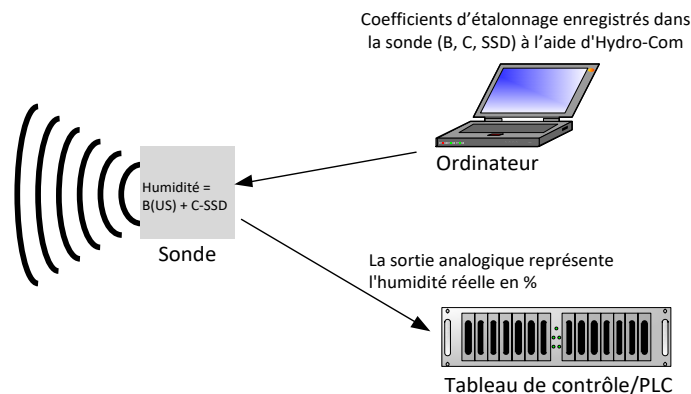 Coefficients d’étalonnage enregistrés dans
la sonde (B, C, SSD) à l’aide d'Hydro-Com
Ordinateur
Humidité =
B(US) + C-SSD
Sonde
La sortie analogique représente
l'humidité réelle en %
Tableau de contrôle/PLC